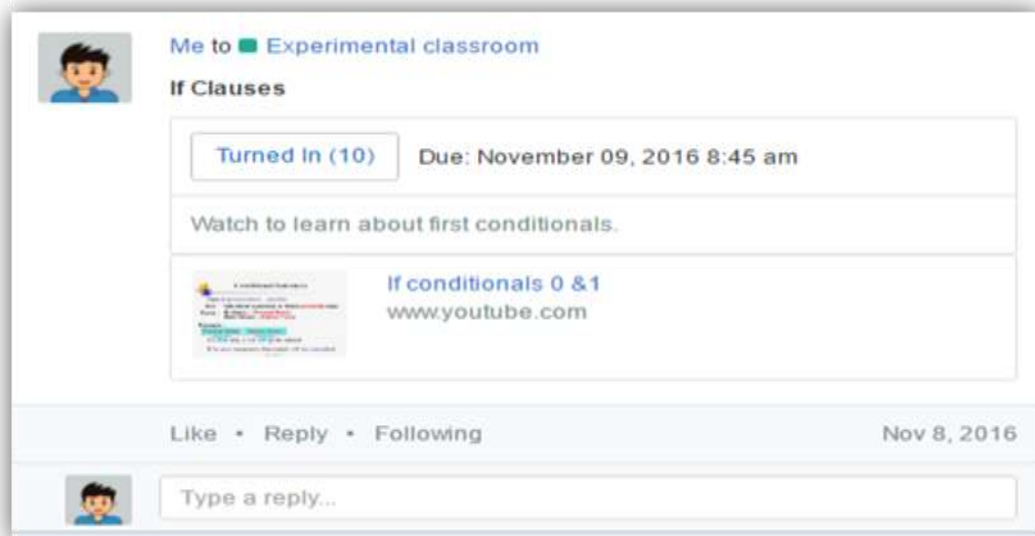 Me to Experimental classroom
If Clauses
Turned In (10) Due: November 09, 2016 8:45 am
Watch to learn about first conditionals.
If conditionals 0 &1
www.youtube.com
Like • Reply • Following Nov 8, 2016
Type a reply...